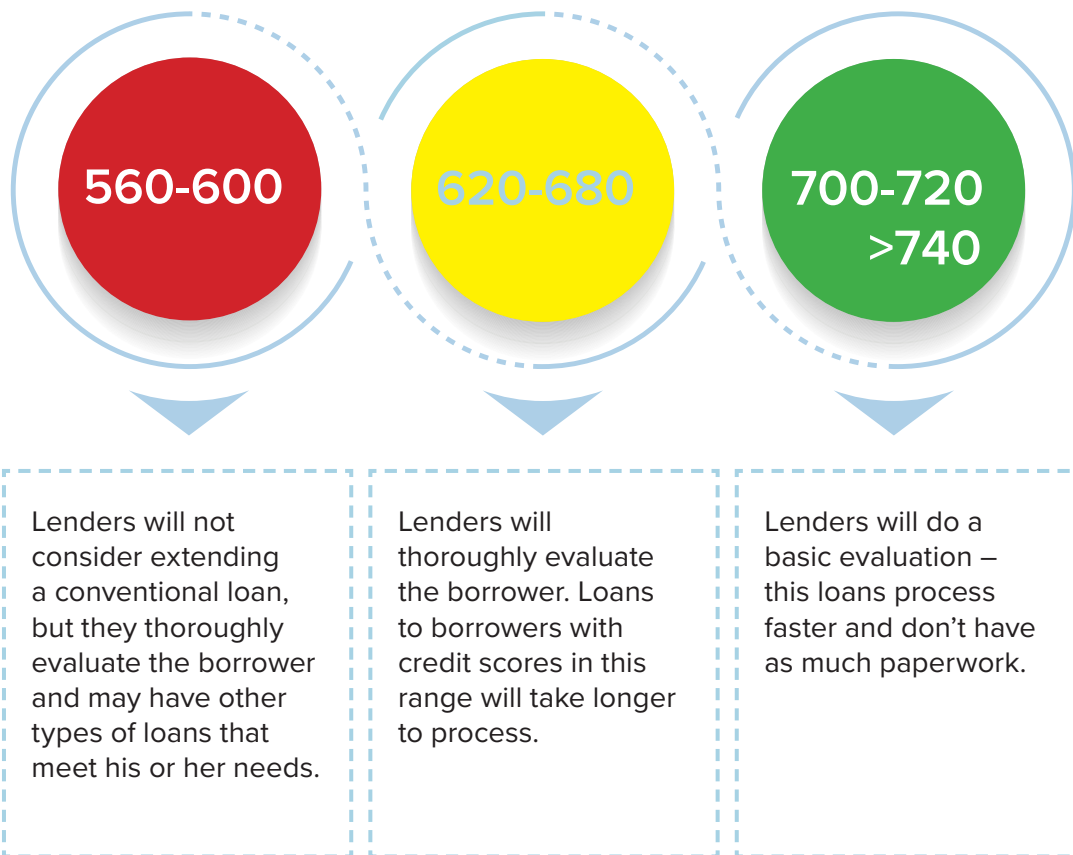 560-600
620-680
700-720
>740
Lenders will not
consider extending
a conventional loan,
but they thoroughly
evaluate the borrower
and may have other
types of loans that
meet his or her needs.
Lenders will
thoroughly evaluate
the borrower. Loans
to borrowers with
credit scores in this
range will take longer
to process.
Lenders will do a
basic evaluation –
this loans process
faster and don’t have
as much paperwork.